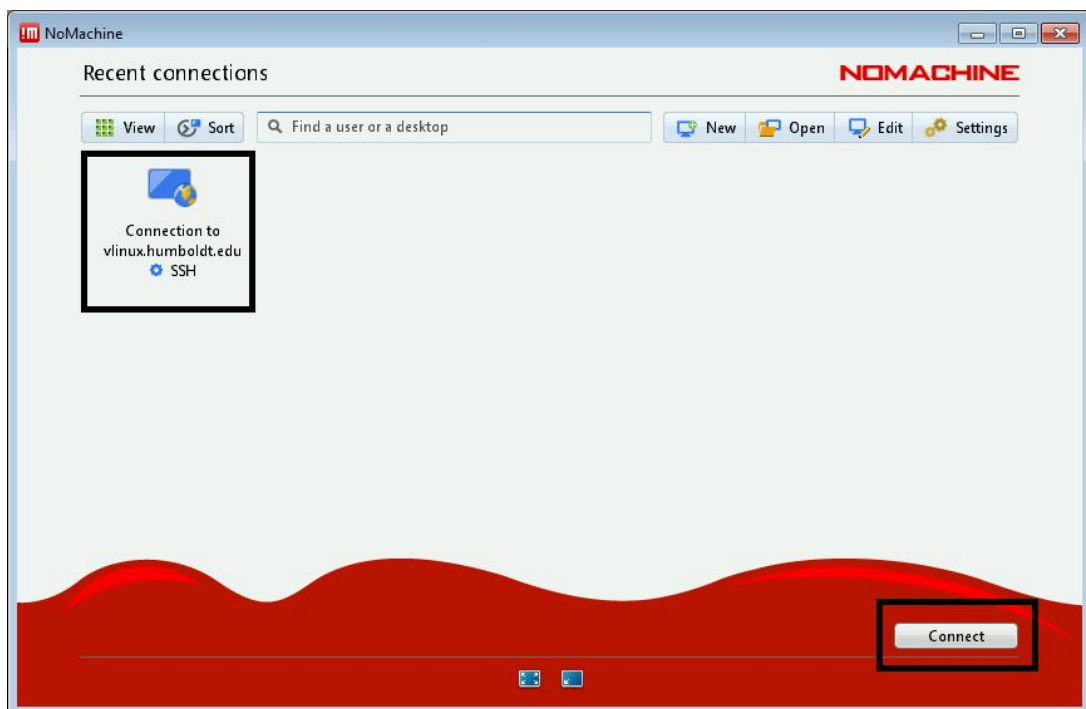 !M NoMachine
Recent connections
NOMACHINE
View Sort Find a user or a desktop New Open Edit Settings
Connection to
vlinux.humboldt.edu
SSH
Connect